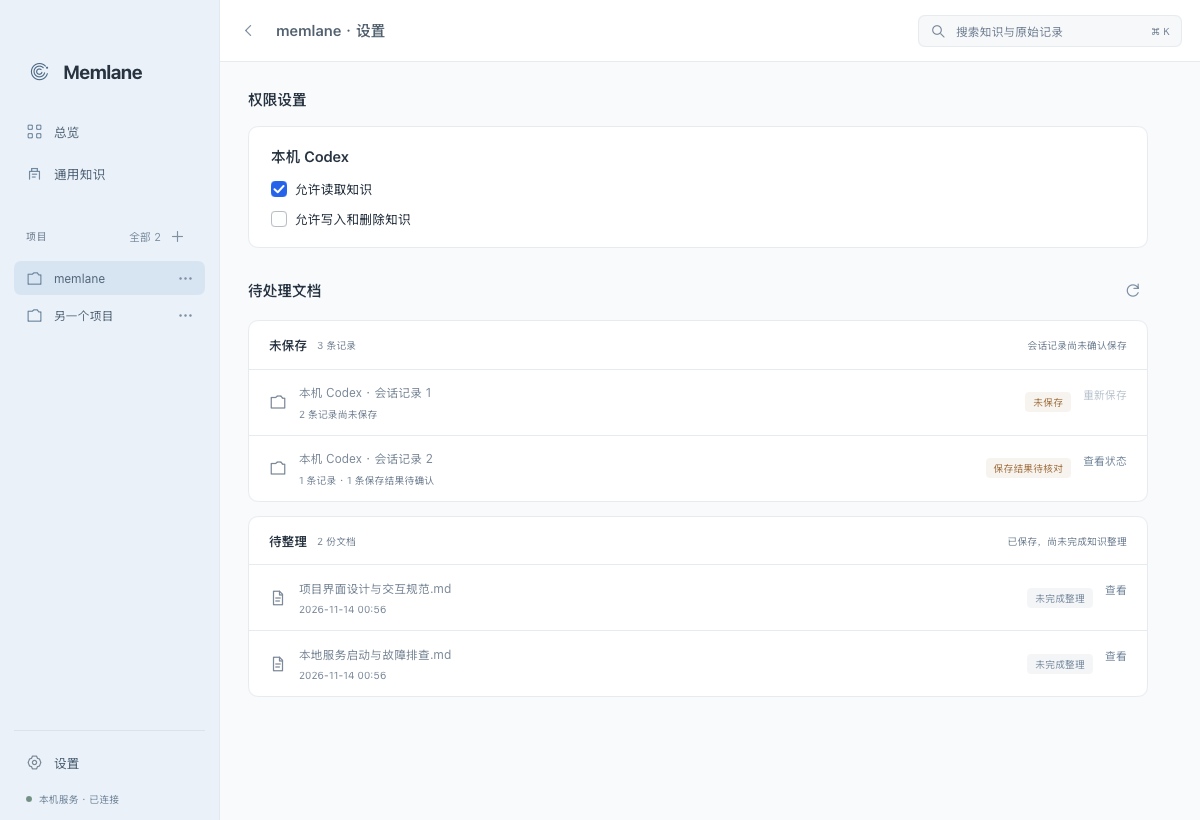 Memlane
总览
通用知识
项目 全部 2
memlane
另一个项目
设置
本机服务 · 已连接
memlane · 设置
搜索知识与原始记录 ⌘ K
权限设置
本机 Codex
允许读取知识
允许写入和删除知识
待处理文档
未保存 3 条记录 会话记录尚未确认保存
本机 Codex · 会话记录 1
2 条记录尚未保存
未保存 重新保存
本机 Codex · 会话记录 2
1 条记录 · 1 条保存结果待确认
保存结果待核对 查看状态
待整理 2 份文档 已保存，尚未完成知识整理
项目界面设计与交互规范.md
2026-11-14 00:56
未完成整理 查看
本地服务启动与故障排查.md
2026-11-14 00:56
未完成整理 查看